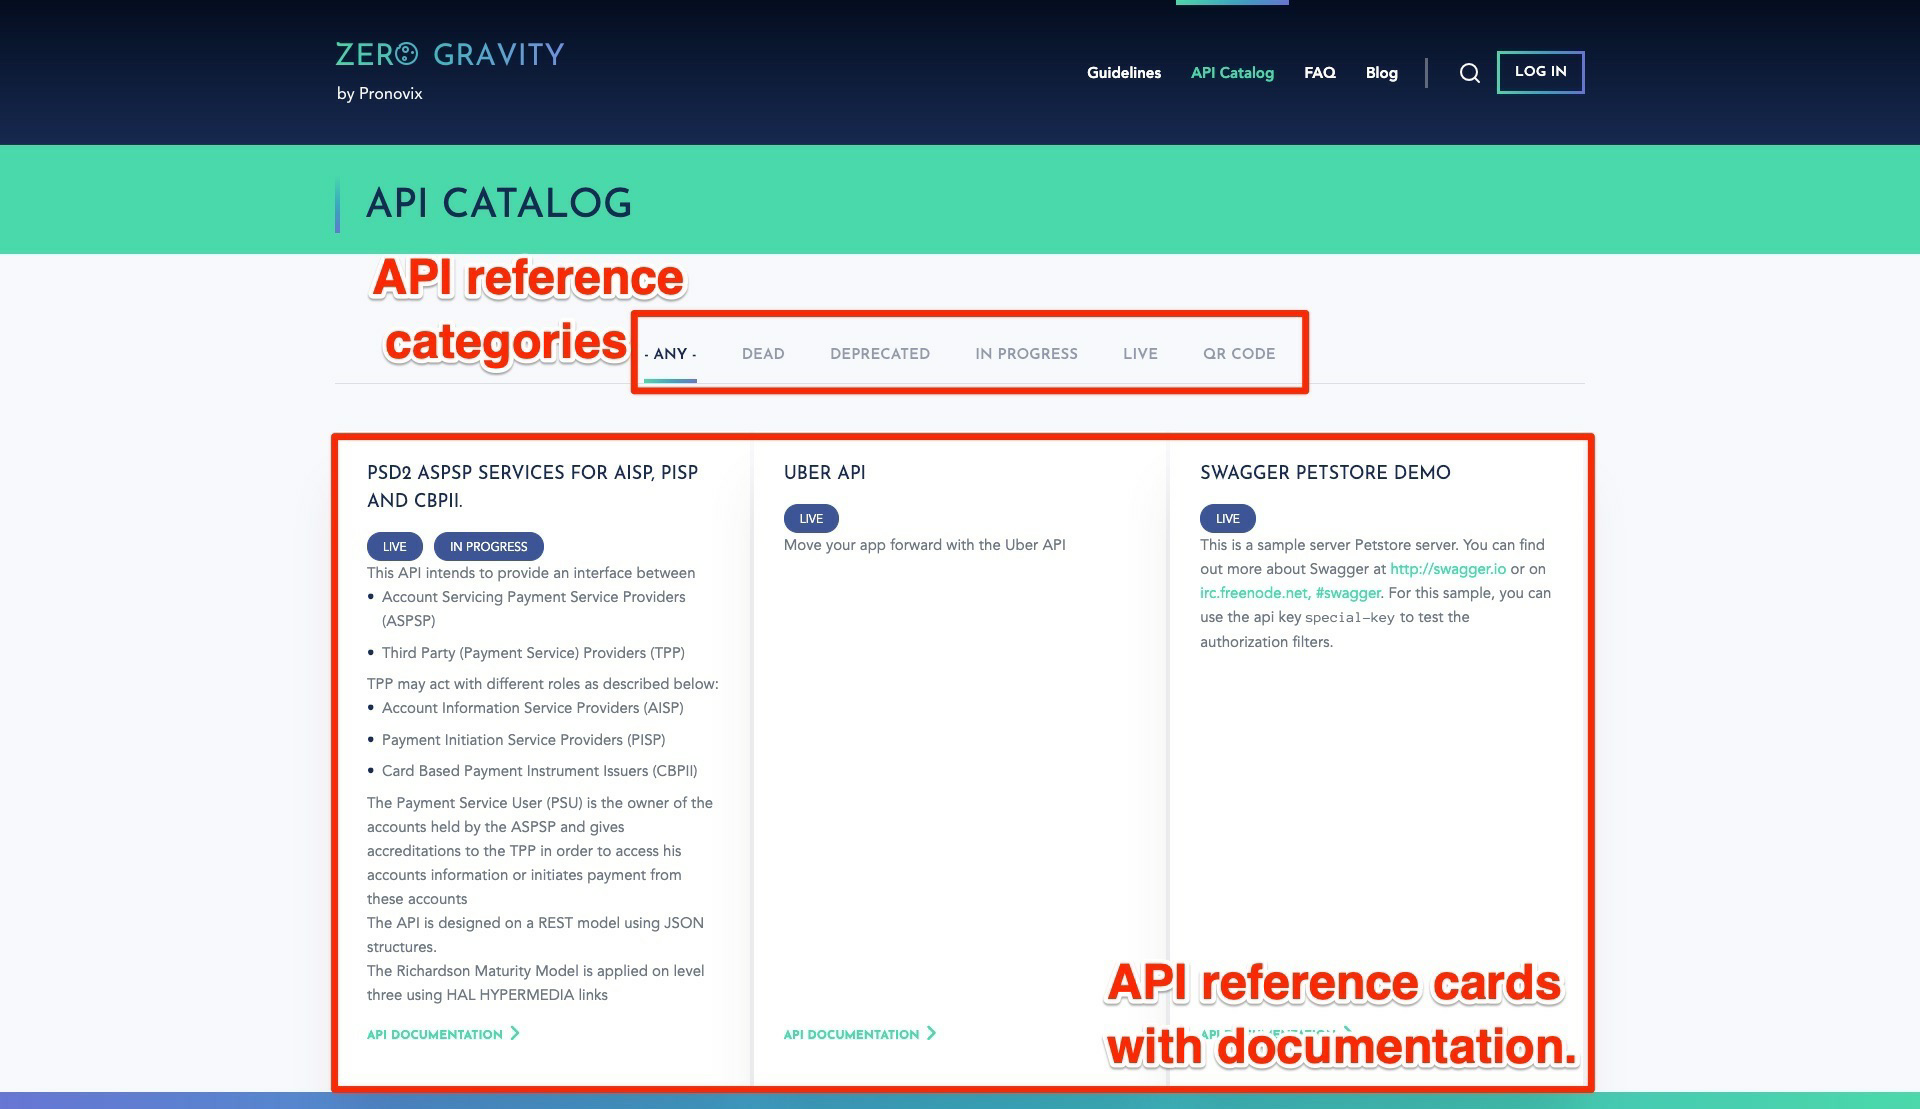 ZERO GRAVITY
by Pronovix
Guidelines API Catalog FAQ Blog LOG IN
API CATALOG
API reference
categories
- ANY - DEAD DEPRECATED IN PROGRESS LIVE QR CODE
PSD2 ASPSP SERVICES FOR AISP, PISP
AND CBPII.
LIVE IN PROGRESS
This API intends to provide an interface between
• Account Servicing Payment Service Providers
(ASPSP)
• Third Party (Payment Service) Providers (TPP)
TPP may act with different roles as described below:
• Account Information Service Providers (AISP)
• Payment Initiation Service Providers (PISP)
• Card Based Payment Instrument Issuers (CBPII)
The Payment Service User (PSU) is the owner of the
accounts held by the ASPSP and gives
accreditations to the TPP in order to access his
accounts information or initiates payment from
these accounts
The API is designed on a REST model using JSON
structures.
The Richardson Maturity Model is applied on level
three using HAL HYPERMEDIA links
API DOCUMENTATION
UBER API
LIVE
Move your app forward with the Uber API
API DOCUMENTATION
SWAGGER PETSTORE DEMO
LIVE
This is a sample server Petstore server. You can find
out more about Swagger at http://swagger.io or on
irc.freenode.net, #swagger. For this sample, you can
use the api key special-key to test the
authorization filters.
API DOCUMENTATION
API reference cards
with documentation.